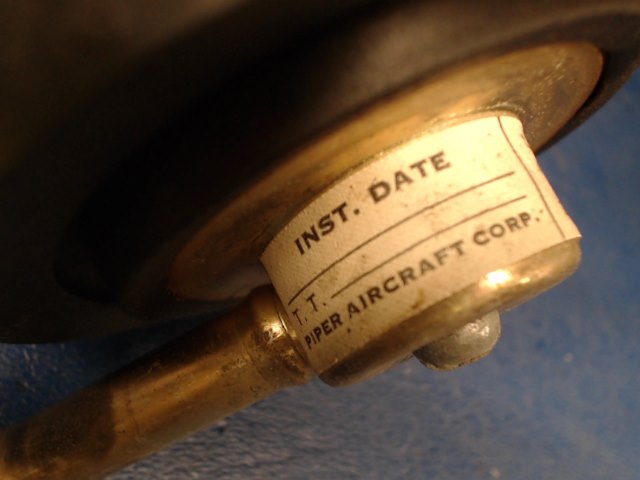 INST. DATE
T. T.
PIPER AIRCRAFT CORP.